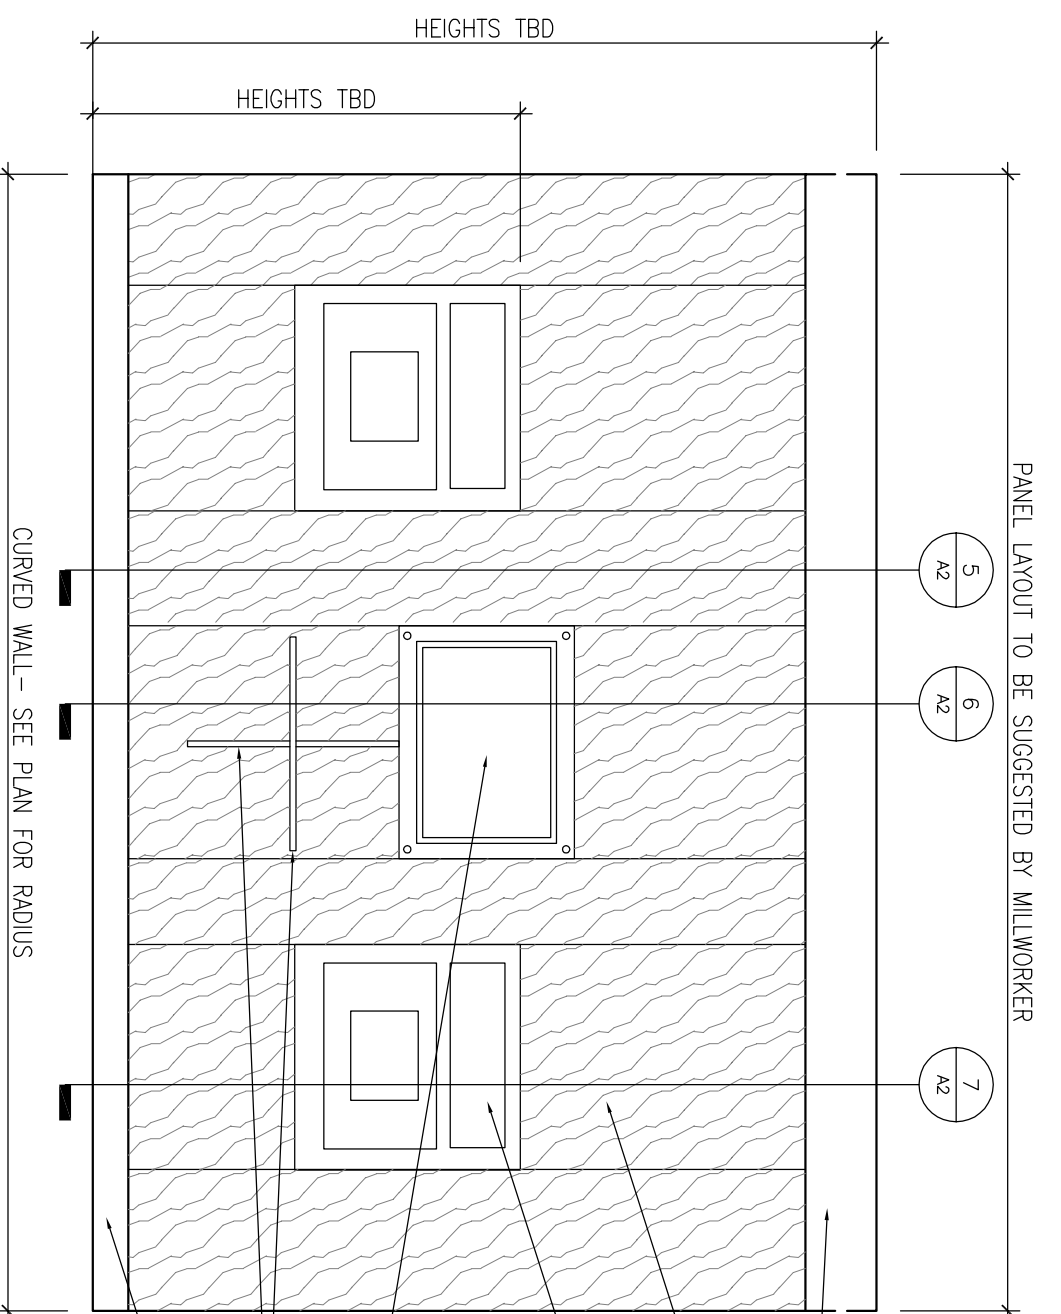 HEIGHTS TBD
HEIGHTS TBD
PANEL LAYOUT TO BE SUGGESTED BY MILLWORKER
5
A2
6
A2
7
A2
CURVED WALL- SEE PLAN FOR RADIUS